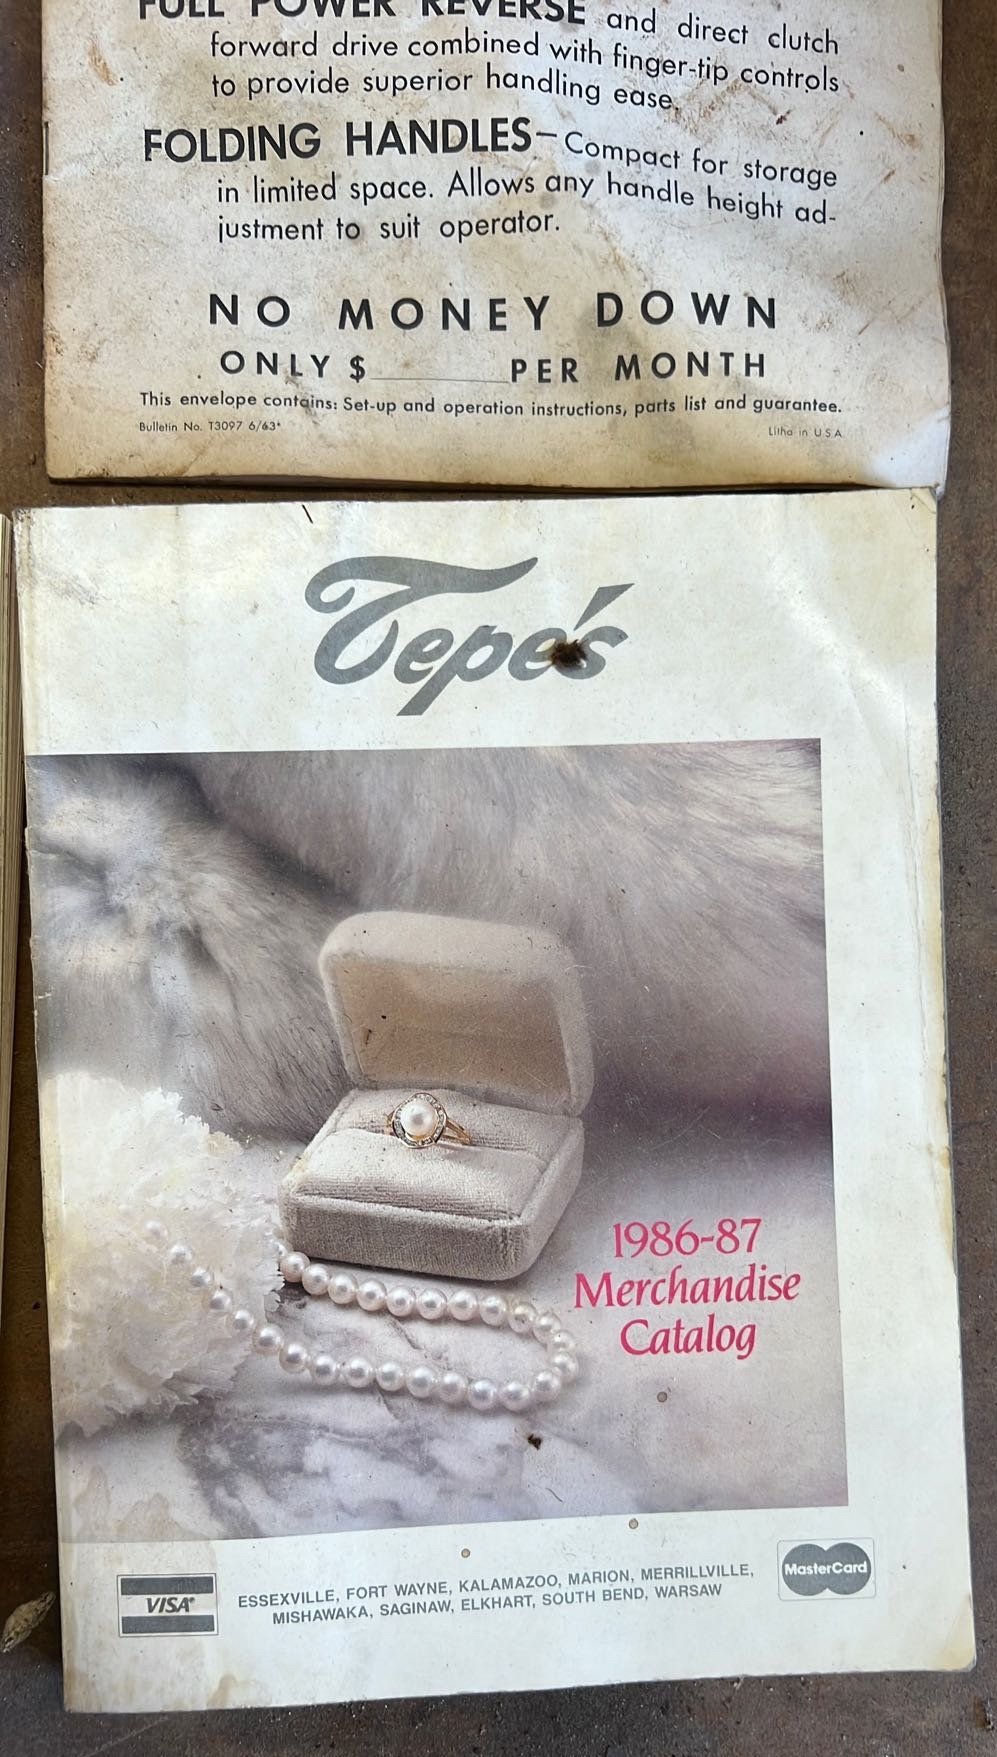 FULL POWER REVERSE and direct clutch
forward drive combined with finger-tip controls
to provide superior handling ease.
FOLDING HANDLES—Compact for storage
in limited space. Allows any handle height ad-
justment to suit operator.
NO MONEY DOWN
ONLY $________PER MONTH
This envelope contains: Set-up and operation instructions, parts list and guarantee.
Bulletin No. T3097 6/63*
Litho in U.S.A.
Tepe's
1986-87
Merchandise
Catalog
VISA®
ESSEXVILLE, FORT WAYNE, KALAMAZOO, MARION, MERRILLVILLE,
MISHAWAKA, SAGINAW, ELKHART, SOUTH BEND, WARSAW
MasterCard